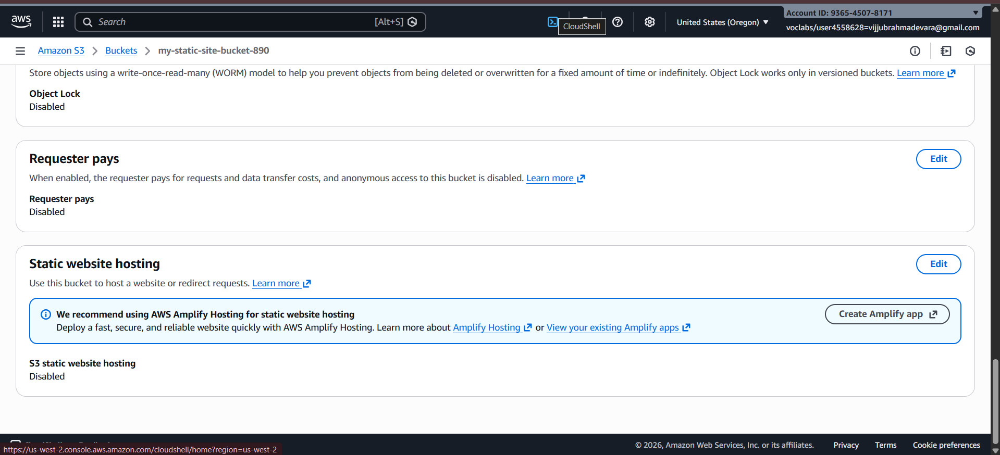 aws
Search [Alt+S]
CloudShell
United States (Oregon)
Account ID: 9365-4507-8171
voclabs/user4558628=vijjubrahmadevara@gmail.com
Amazon S3 > Buckets > my-static-site-bucket-890
Store objects using a write-once-read-many (WORM) model to help you prevent objects from being deleted or overwritten for a fixed amount of time or indefinitely. Object Lock works only in versioned buckets. Learn more
Object Lock
Disabled
Requester pays
Edit
When enabled, the requester pays for requests and data transfer costs, and anonymous access to this bucket is disabled. Learn more
Requester pays
Disabled
Static website hosting
Edit
Use this bucket to host a website or redirect requests. Learn more
We recommend using AWS Amplify Hosting for static website hosting
Create Amplify app
Deploy a fast, secure, and reliable website quickly with AWS Amplify Hosting. Learn more about Amplify Hosting or View your existing Amplify apps
S3 static website hosting
Disabled
https://us-west-2.console.aws.amazon.com/cloudshell/home?region=us-west-2
© 2026, Amazon Web Services, Inc. or its affiliates. Privacy Terms Cookie preferences